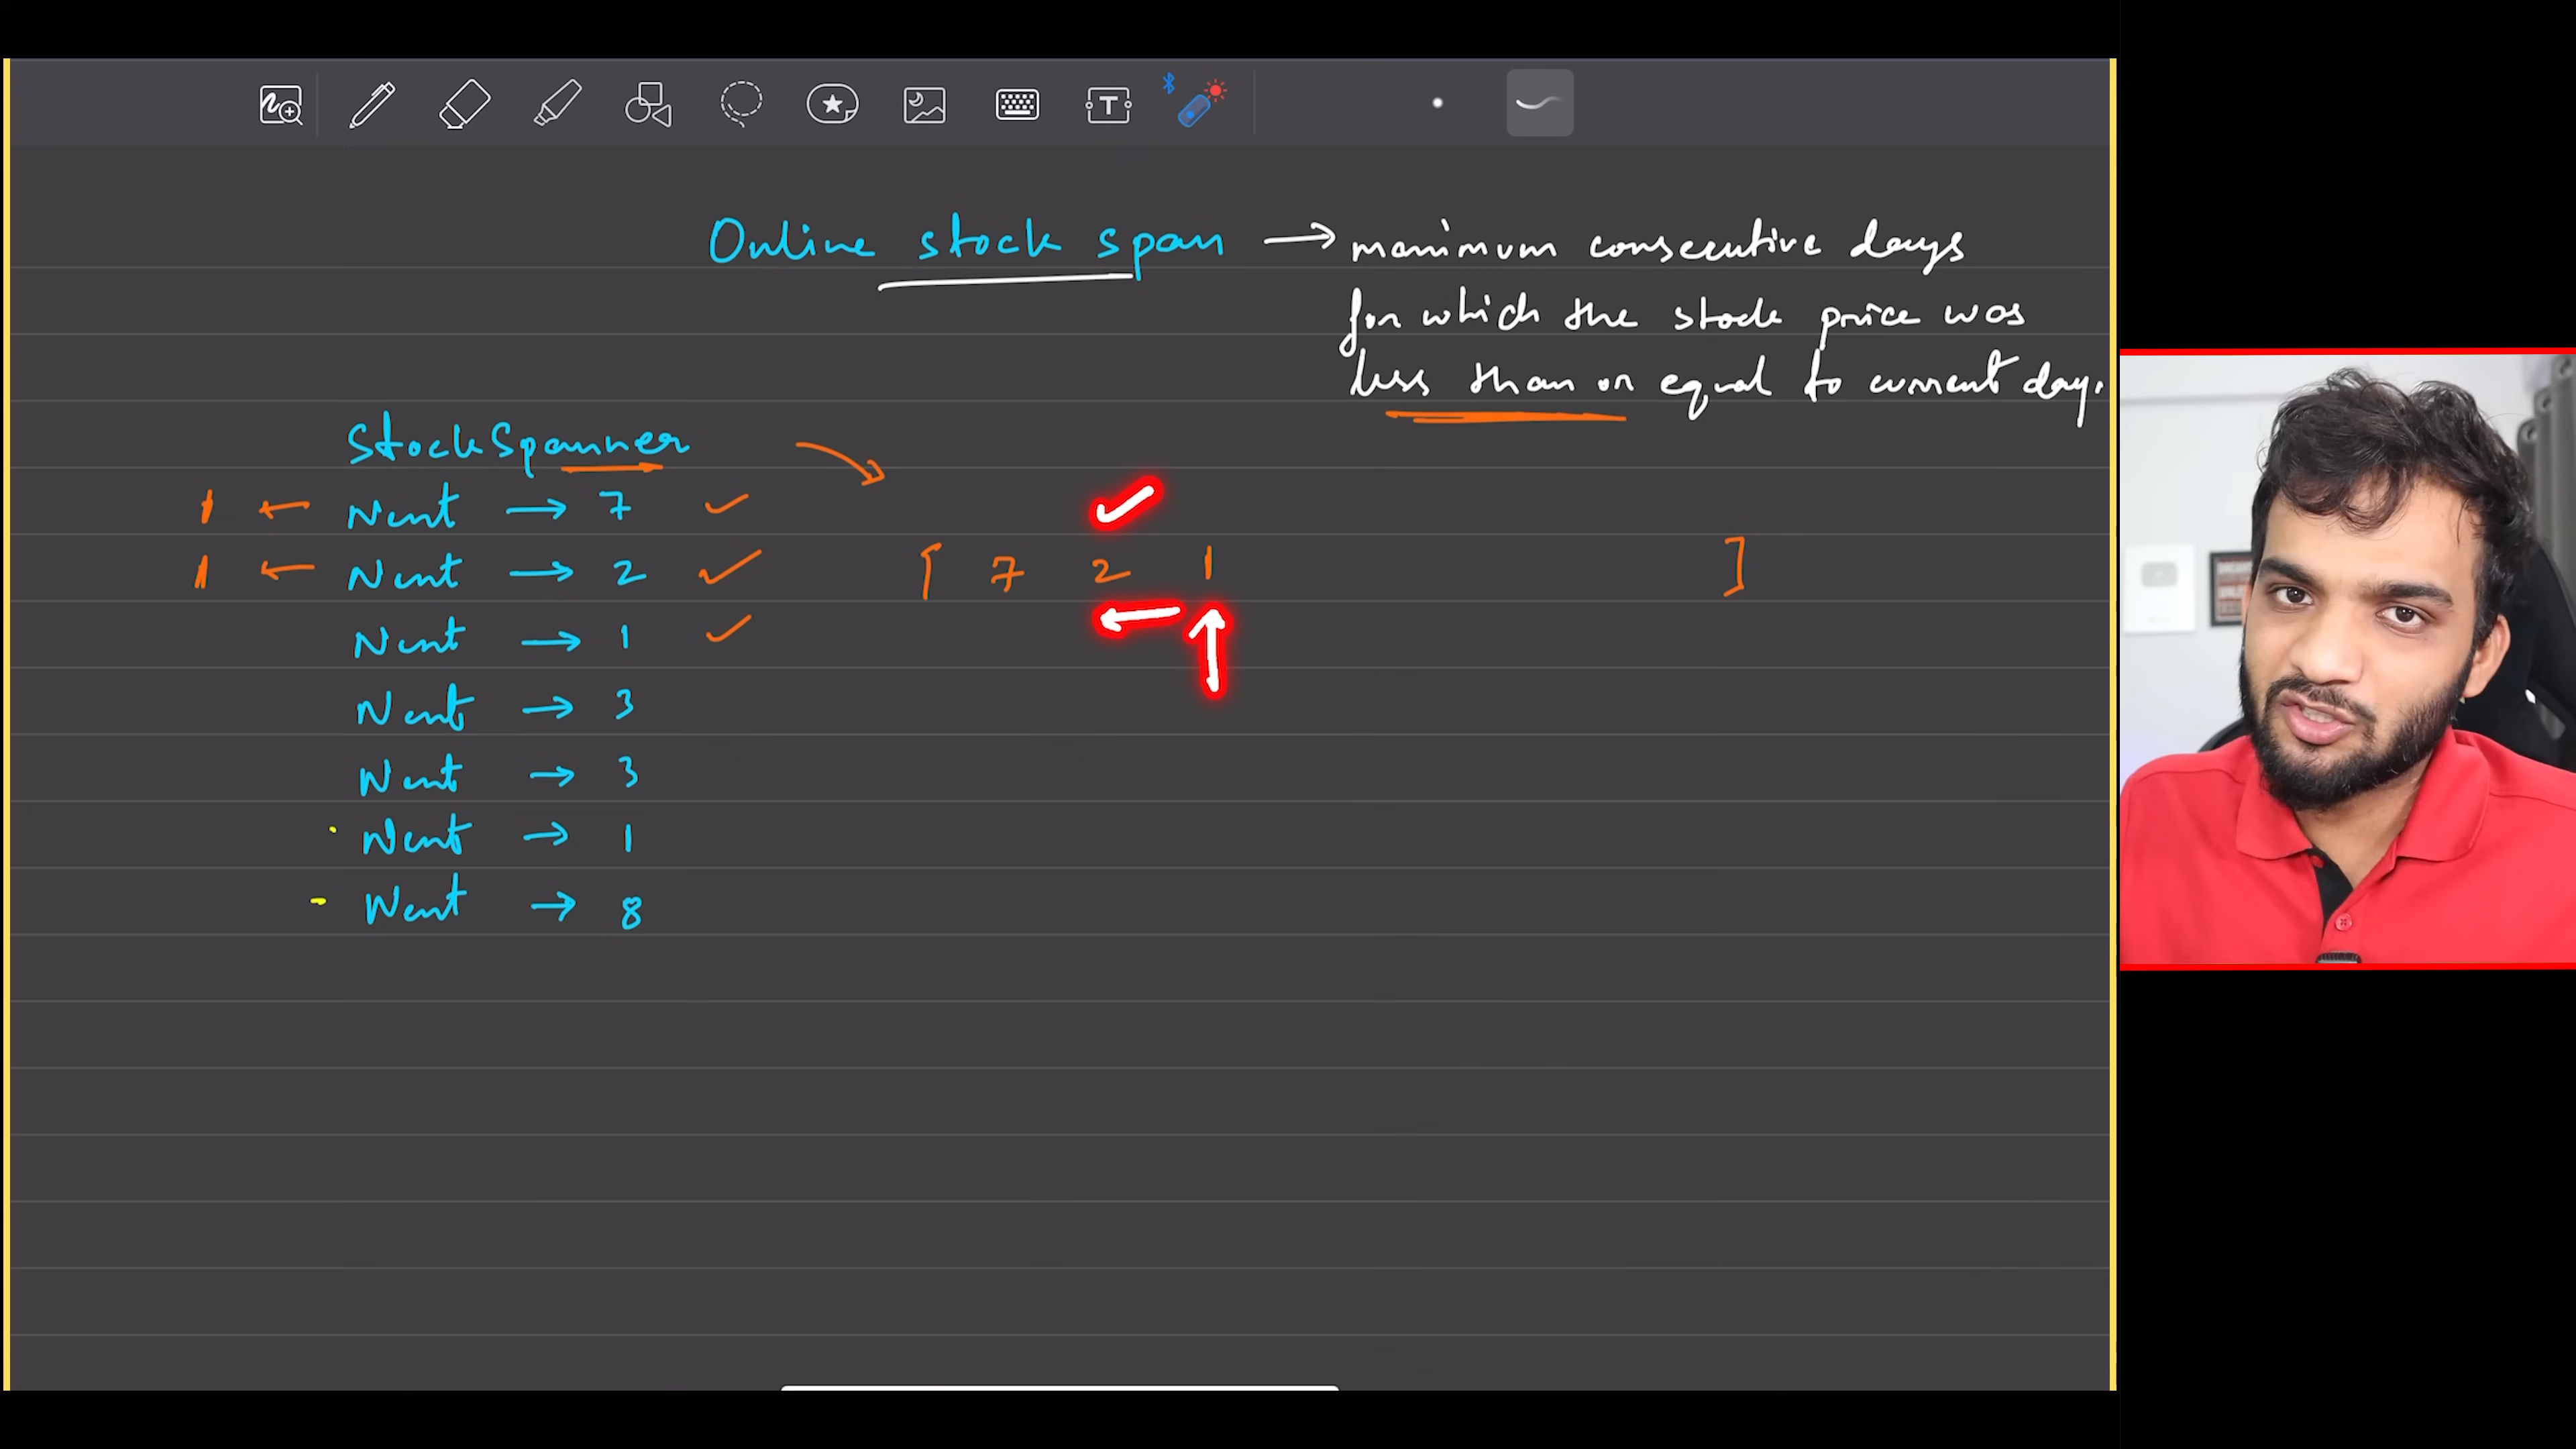 Online stock span → maximum consecutive days
for which the stock price was
less than or equal to current day.
StockSpanner
1 ← Next → 7
1 ← Next → 2
[ 7 2 1 ]
Next → 1
Next → 3
Next → 3
Next → 1
Next → 8